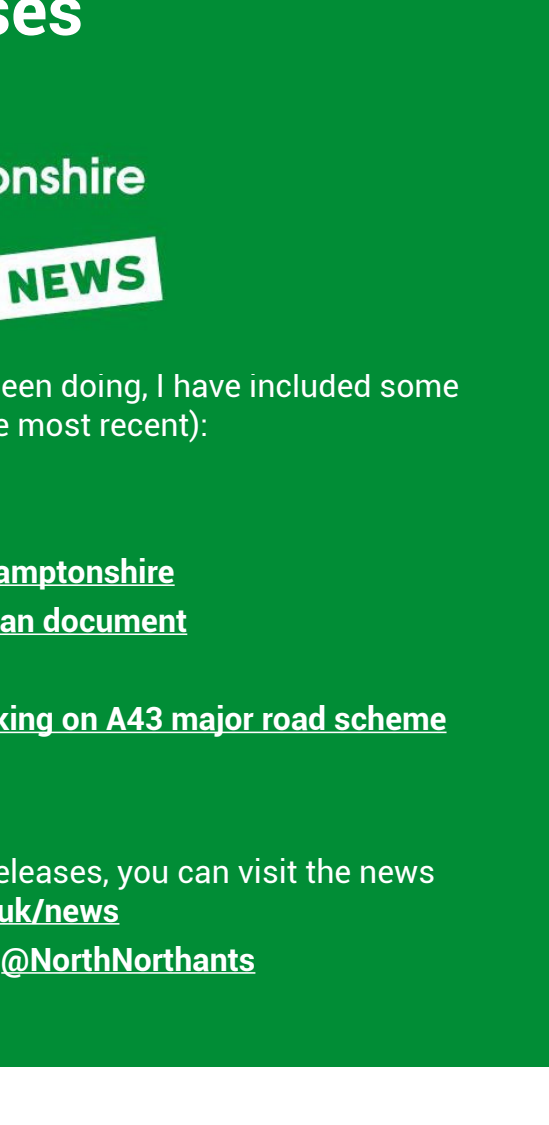 ses
onshire
NEWS
een doing, I have included some
e most recent):
amptonshire
an document
king on A43 major road scheme
eleases, you can visit the news
uk/news
@NorthNorthants